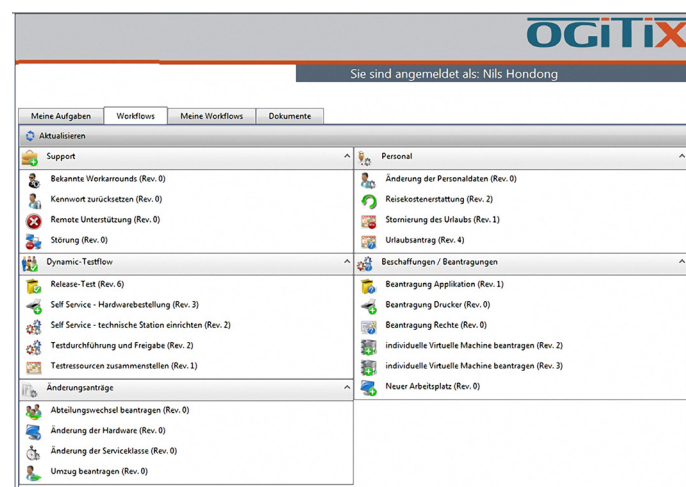 OGiTiX
Sie sind angemeldet als: Nils Hondong
Meine Aufgaben
Workflows
Meine Workflows
Dokumente
Aktualisieren
Support
Bekannte Workarrounds (Rev. 0)
Kennwort zurücksetzen (Rev. 0)
Remote Unterstützung (Rev. 0)
Störung (Rev. 0)
Dynamic-Testflow
Release-Test (Rev. 6)
Self Service - Hardwarebestellung (Rev. 3)
Self Service - technische Station einrichten (Rev. 2)
Testdurchführung und Freigabe (Rev. 2)
Testressourcen zusammenstellen (Rev. 1)
Änderungsanträge
Abteilungswechsel beantragen (Rev. 0)
Änderung der Hardware (Rev. 0)
Änderung der Serviceklasse (Rev. 0)
Umzug beantragen (Rev. 0)
Personal
Änderung der Personaldaten (Rev. 0)
Reisekostenerstattung (Rev. 2)
Stornierung des Urlaubs (Rev. 1)
Urlaubsantrag (Rev. 4)
Beschaffungen / Beantragungen
Beantragung Applikation (Rev. 1)
Beantragung Drucker (Rev. 0)
Beantragung Rechte (Rev. 0)
individuelle Virtuelle Machine beantragen (Rev. 2)
individuelle Virtuelle Machine beantragen (Rev. 3)
Neuer Arbeitsplatz (Rev. 0)